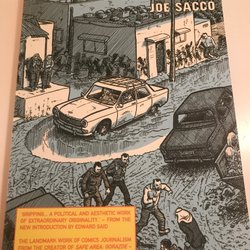 JOE SACCO
"GRIPPING... A POLITICAL AND AESTHETIC WORK
OF EXTRAORDINARY ORIGINALITY." – FROM THE
NEW INTRODUCTION BY EDWARD SAID
THE LANDMARK WORK OF COMICS JOURNALISM
FROM THE CREATOR OF SAFE AREA GORAZDE